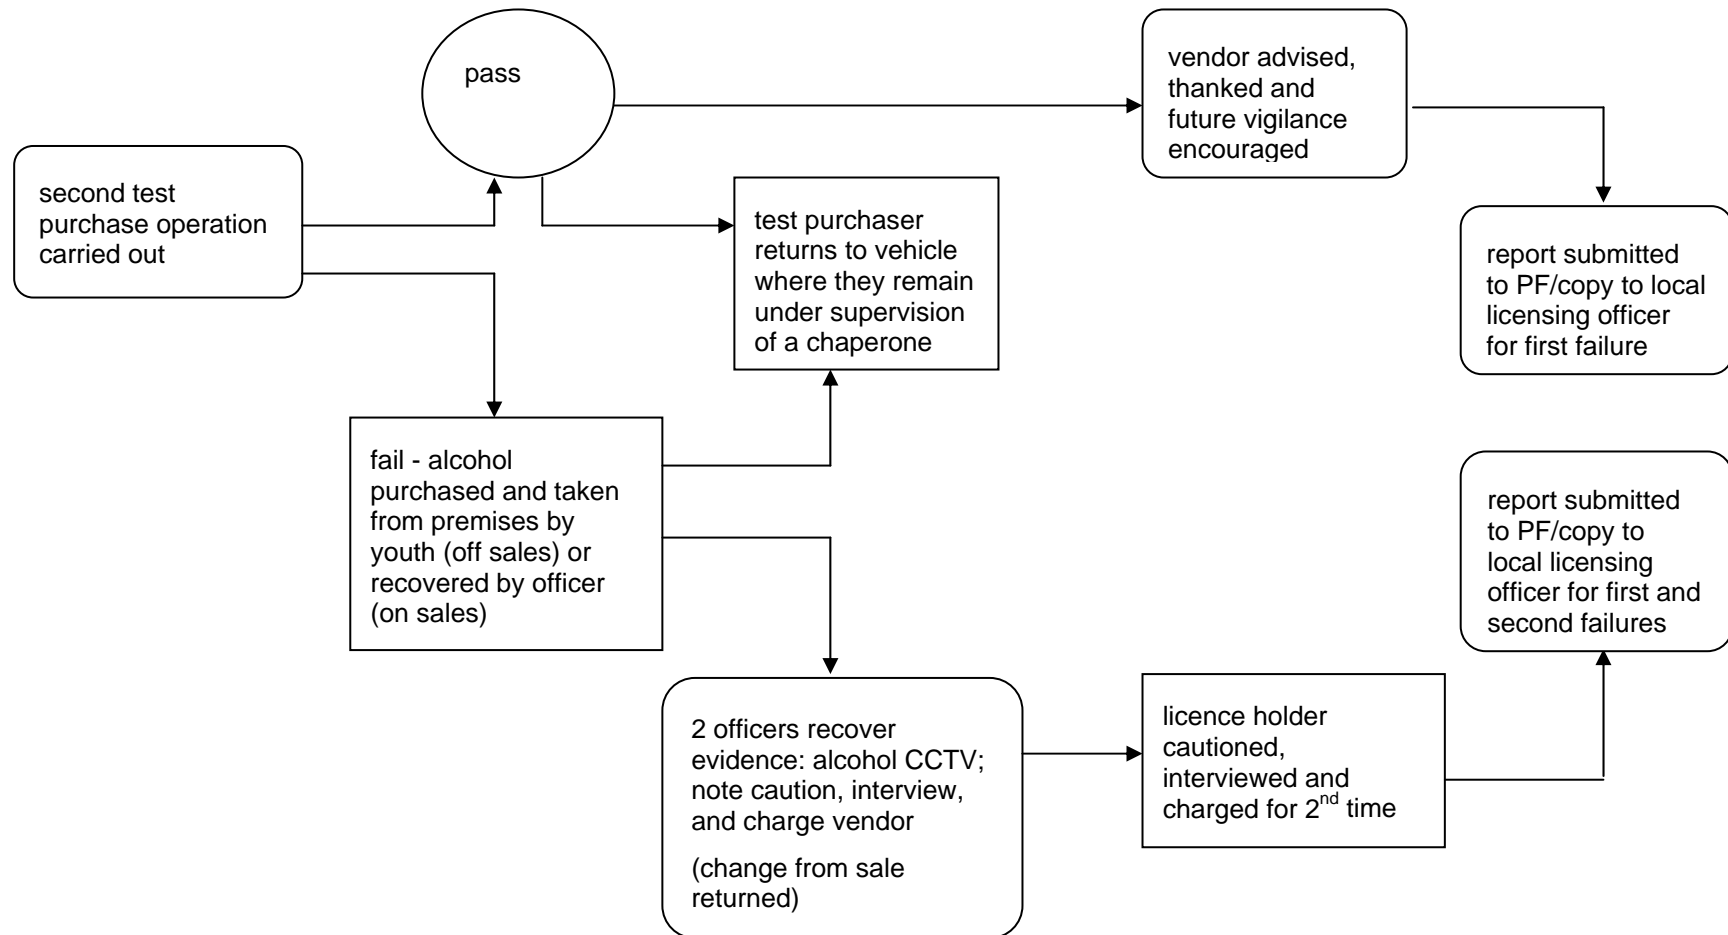 pass
vendor advised,
thanked and
future vigilance
encouraged
second test
purchase operation
carried out
test purchaser
returns to vehicle
where they remain
under supervision
of a chaperone
report submitted
to PF/copy to local
licensing officer
for first failure
fail - alcohol
purchased and taken
from premises by
youth (off sales) or
recovered by officer
(on sales)
report submitted
to PF/copy to
local licensing
officer for first and
second failures
2 officers recover
evidence: alcohol CCTV;
note caution, interview,
and charge vendor
(change from sale
returned)
licence holder
cautioned,
interviewed and
charged for 2nd time